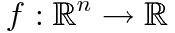 f : ℝⁿ → ℝ